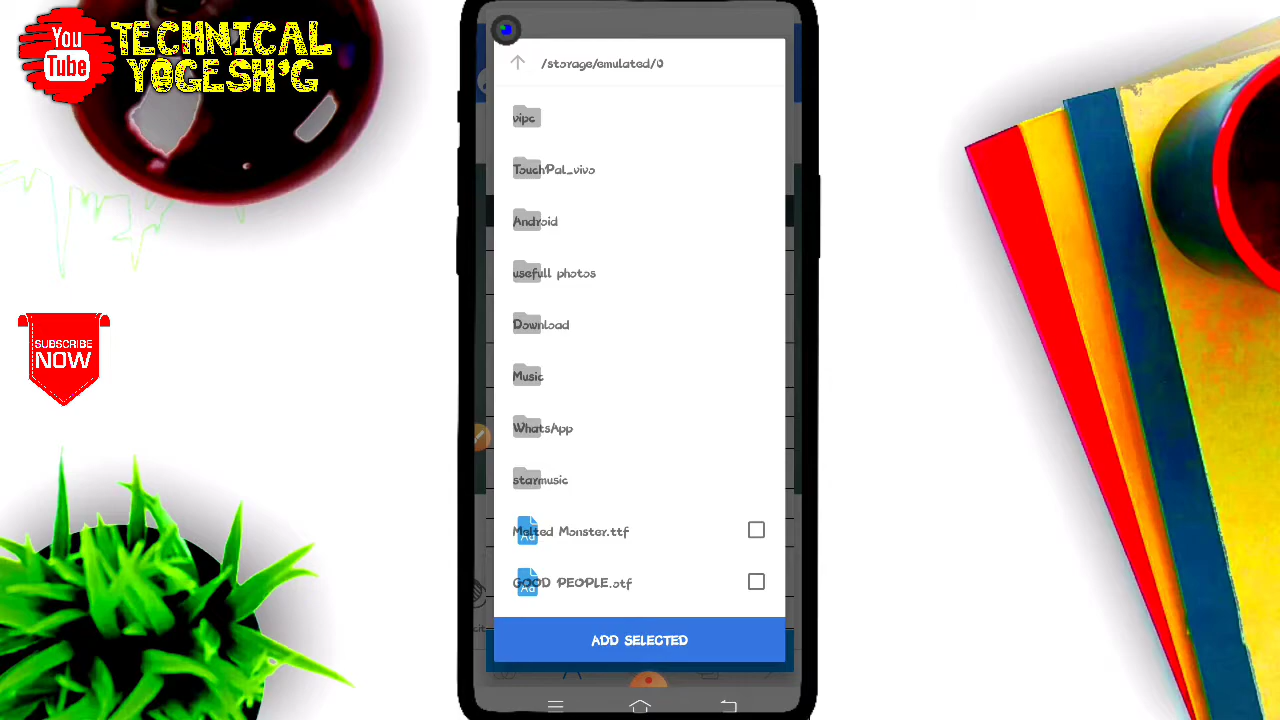 You
Tube
TECHNICAL
YOGESH'G
SUBSCRIBE
NOW
/storage/emulated/0
vipc
TouchPal_vivo
Android
usefull photos
Download
Music
WhatsApp
starmusic
Melted Monster.ttf
GOOD PEOPLE.otf
ADD SELECTED